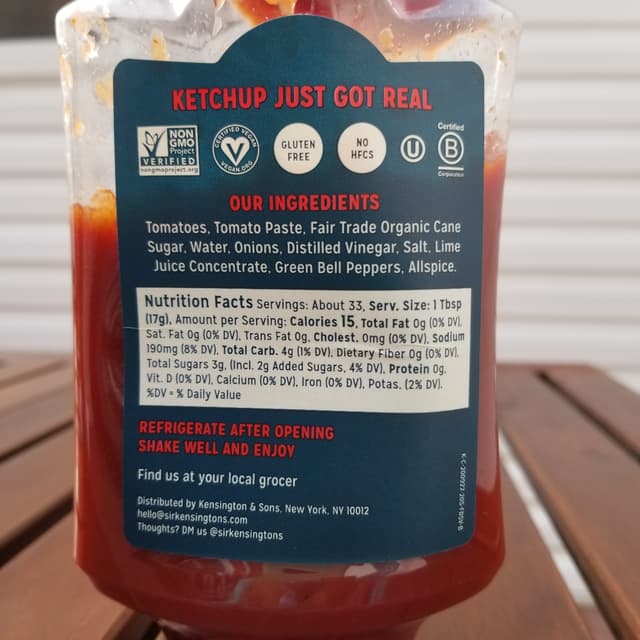 KETCHUP JUST GOT REAL
NON
GMO
Project
VERIFIED
nongmoproject.org
CERTIFIED VEGAN
V
VEGAN.ORG
GLUTEN
FREE
NO
HFCS
U
Certified
B
Corporation
OUR INGREDIENTS
Tomatoes, Tomato Paste, Fair Trade Organic Cane
Sugar, Water, Onions, Distilled Vinegar, Salt, Lime
Juice Concentrate, Green Bell Peppers, Allspice.
Nutrition Facts Servings: About 33, Serv. Size: 1 Tbsp
(17g), Amount per Serving: Calories 15, Total Fat 0g (0% DV),
Sat. Fat 0g (0% DV), Trans Fat 0g, Cholest. 0mg (0% DV), Sodium
190mg (8% DV), Total Carb. 4g (1% DV), Dietary Fiber 0g (0% DV),
Total Sugars 3g, (Incl. 2g Added Sugars, 4% DV), Protein 0g,
Vit. D (0% DV), Calcium (0% DV), Iron (0% DV), Potas. (2% DV).
%DV = % Daily Value
REFRIGERATE AFTER OPENING
SHAKE WELL AND ENJOY
Find us at your local grocer
Distributed by Kensington & Sons, New York, NY 10012
hello@sirkensingtons.com
Thoughts? DM us @sirkensingtons